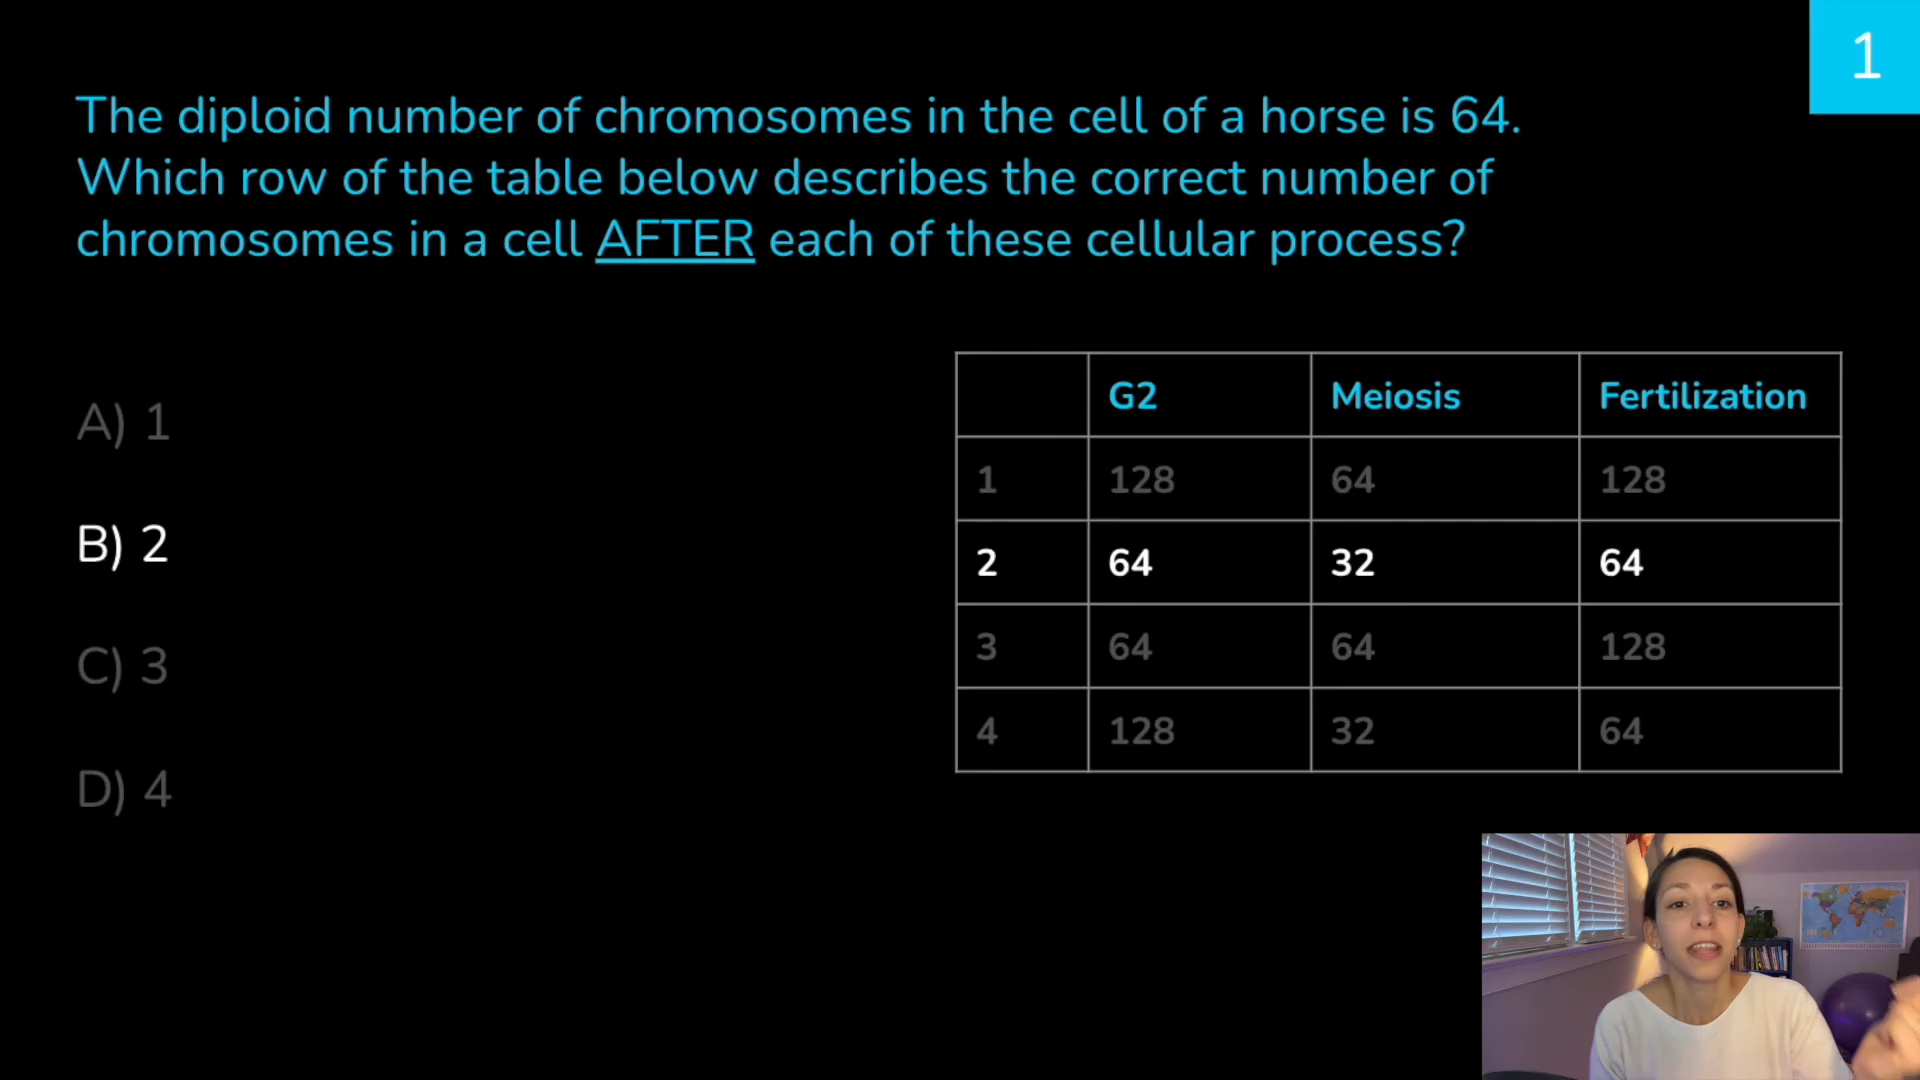 1
The diploid number of chromosomes in the cell of a horse is 64.
Which row of the table below describes the correct number of
chromosomes in a cell AFTER each of these cellular process?
A) 1
B) 2
C) 3
D) 4
G2 Meiosis Fertilization
1 128 64 128
2 64 32 64
3 64 64 128
4 128 32 64